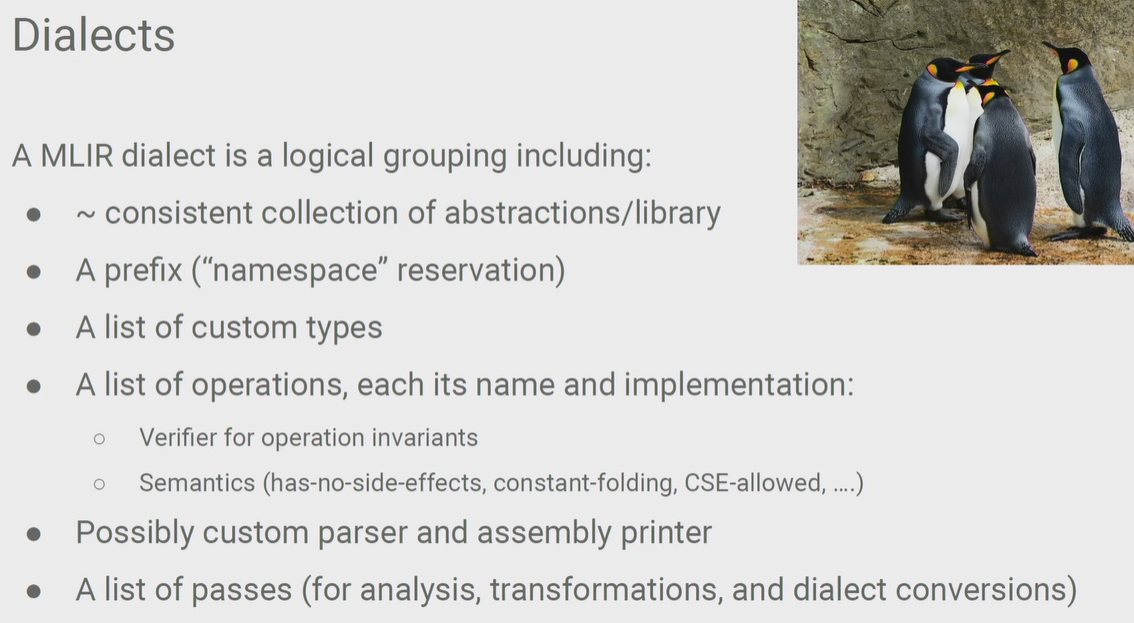 Dialects
A MLIR dialect is a logical grouping including:
● ~ consistent collection of abstractions/library
● A prefix (“namespace” reservation)
● A list of custom types
● A list of operations, each its name and implementation:
○ Verifier for operation invariants
○ Semantics (has-no-side-effects, constant-folding, CSE-allowed, ....)
● Possibly custom parser and assembly printer
● A list of passes (for analysis, transformations, and dialect conversions)